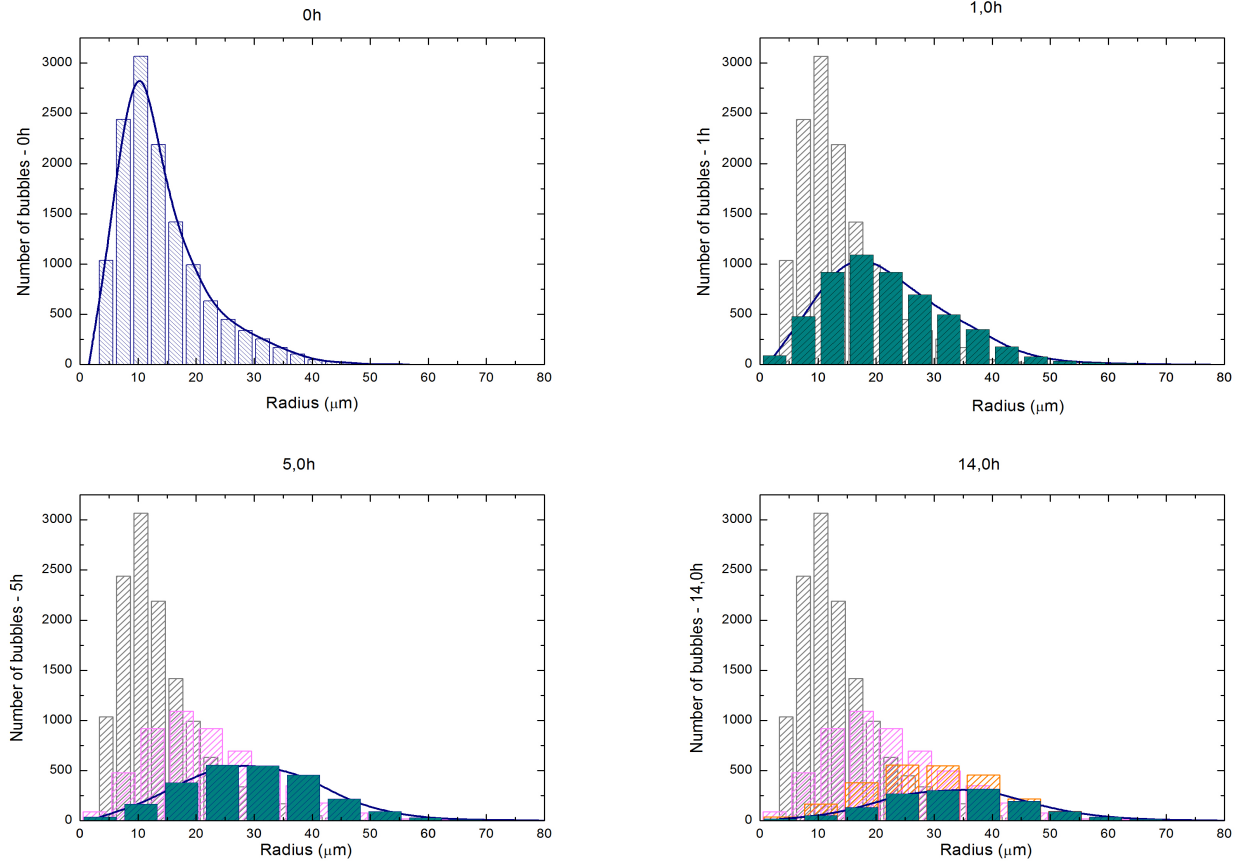 0h
Number of bubbles - 0h
3000
2500
2000
1500
1000
500
0
0 10 20 30 40 50 60 70 80
Radius (μm)
1,0h
Number of bubbles - 1h
3000
2500
2000
1500
1000
500
0
0 10 20 30 40 50 60 70 80
Radius (μm)
5,0h
Number of bubbles - 5h
3000
2500
2000
1500
1000
500
0
0 10 20 30 40 50 60 70 80
Radius (μm)
14,0h
Number of bubbles - 14,0h
3000
2500
2000
1500
1000
500
0
0 10 20 30 40 50 60 70 80
Radius (μm)